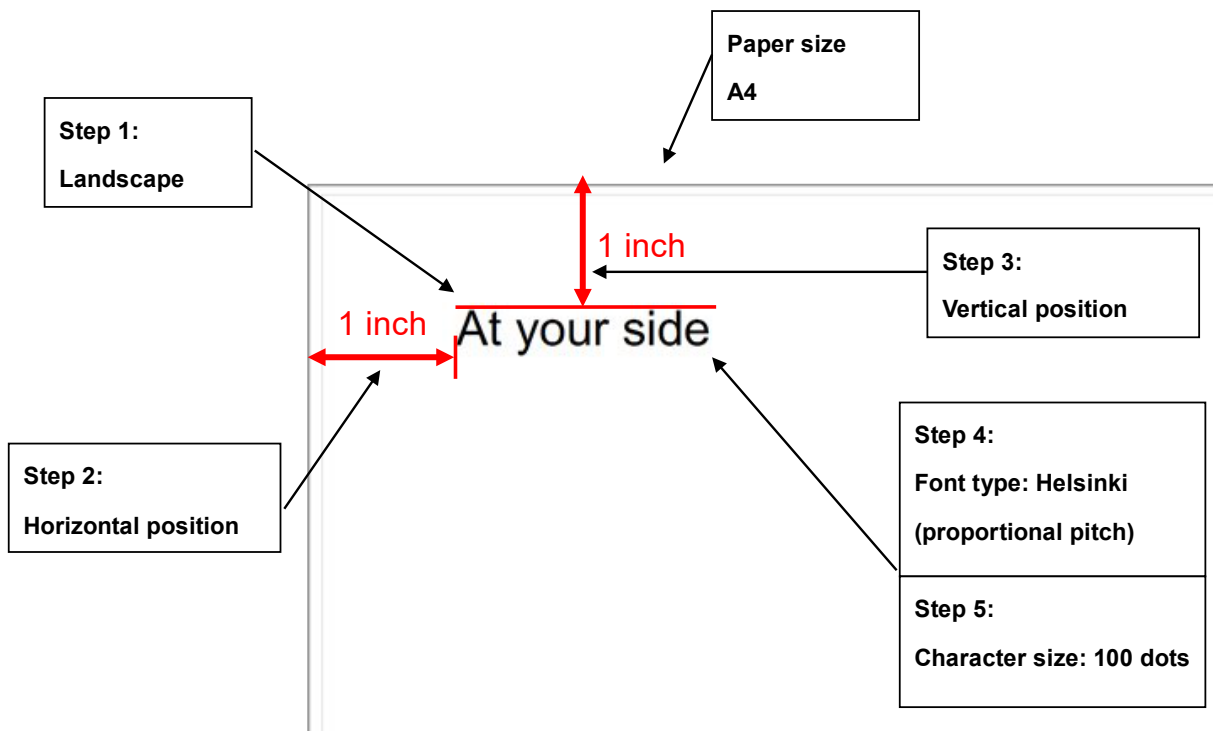 Paper size
A4
Step 1:
Landscape
1 inch
Step 3:
Vertical position
1 inch
At your side
Step 2:
Horizontal position
Step 4:
Font type: Helsinki
(proportional pitch)
Step 5:
Character size: 100 dots